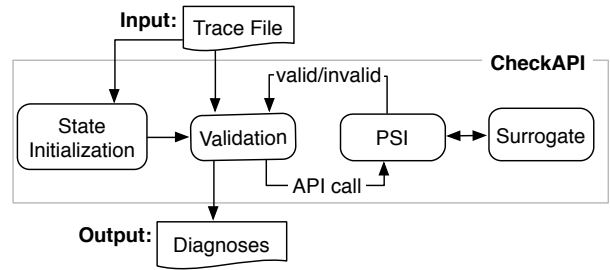 Input: Trace File
CheckAPI
valid/invalid
State
Initialization
Validation
PSI
Surrogate
API call
Output: Diagnoses